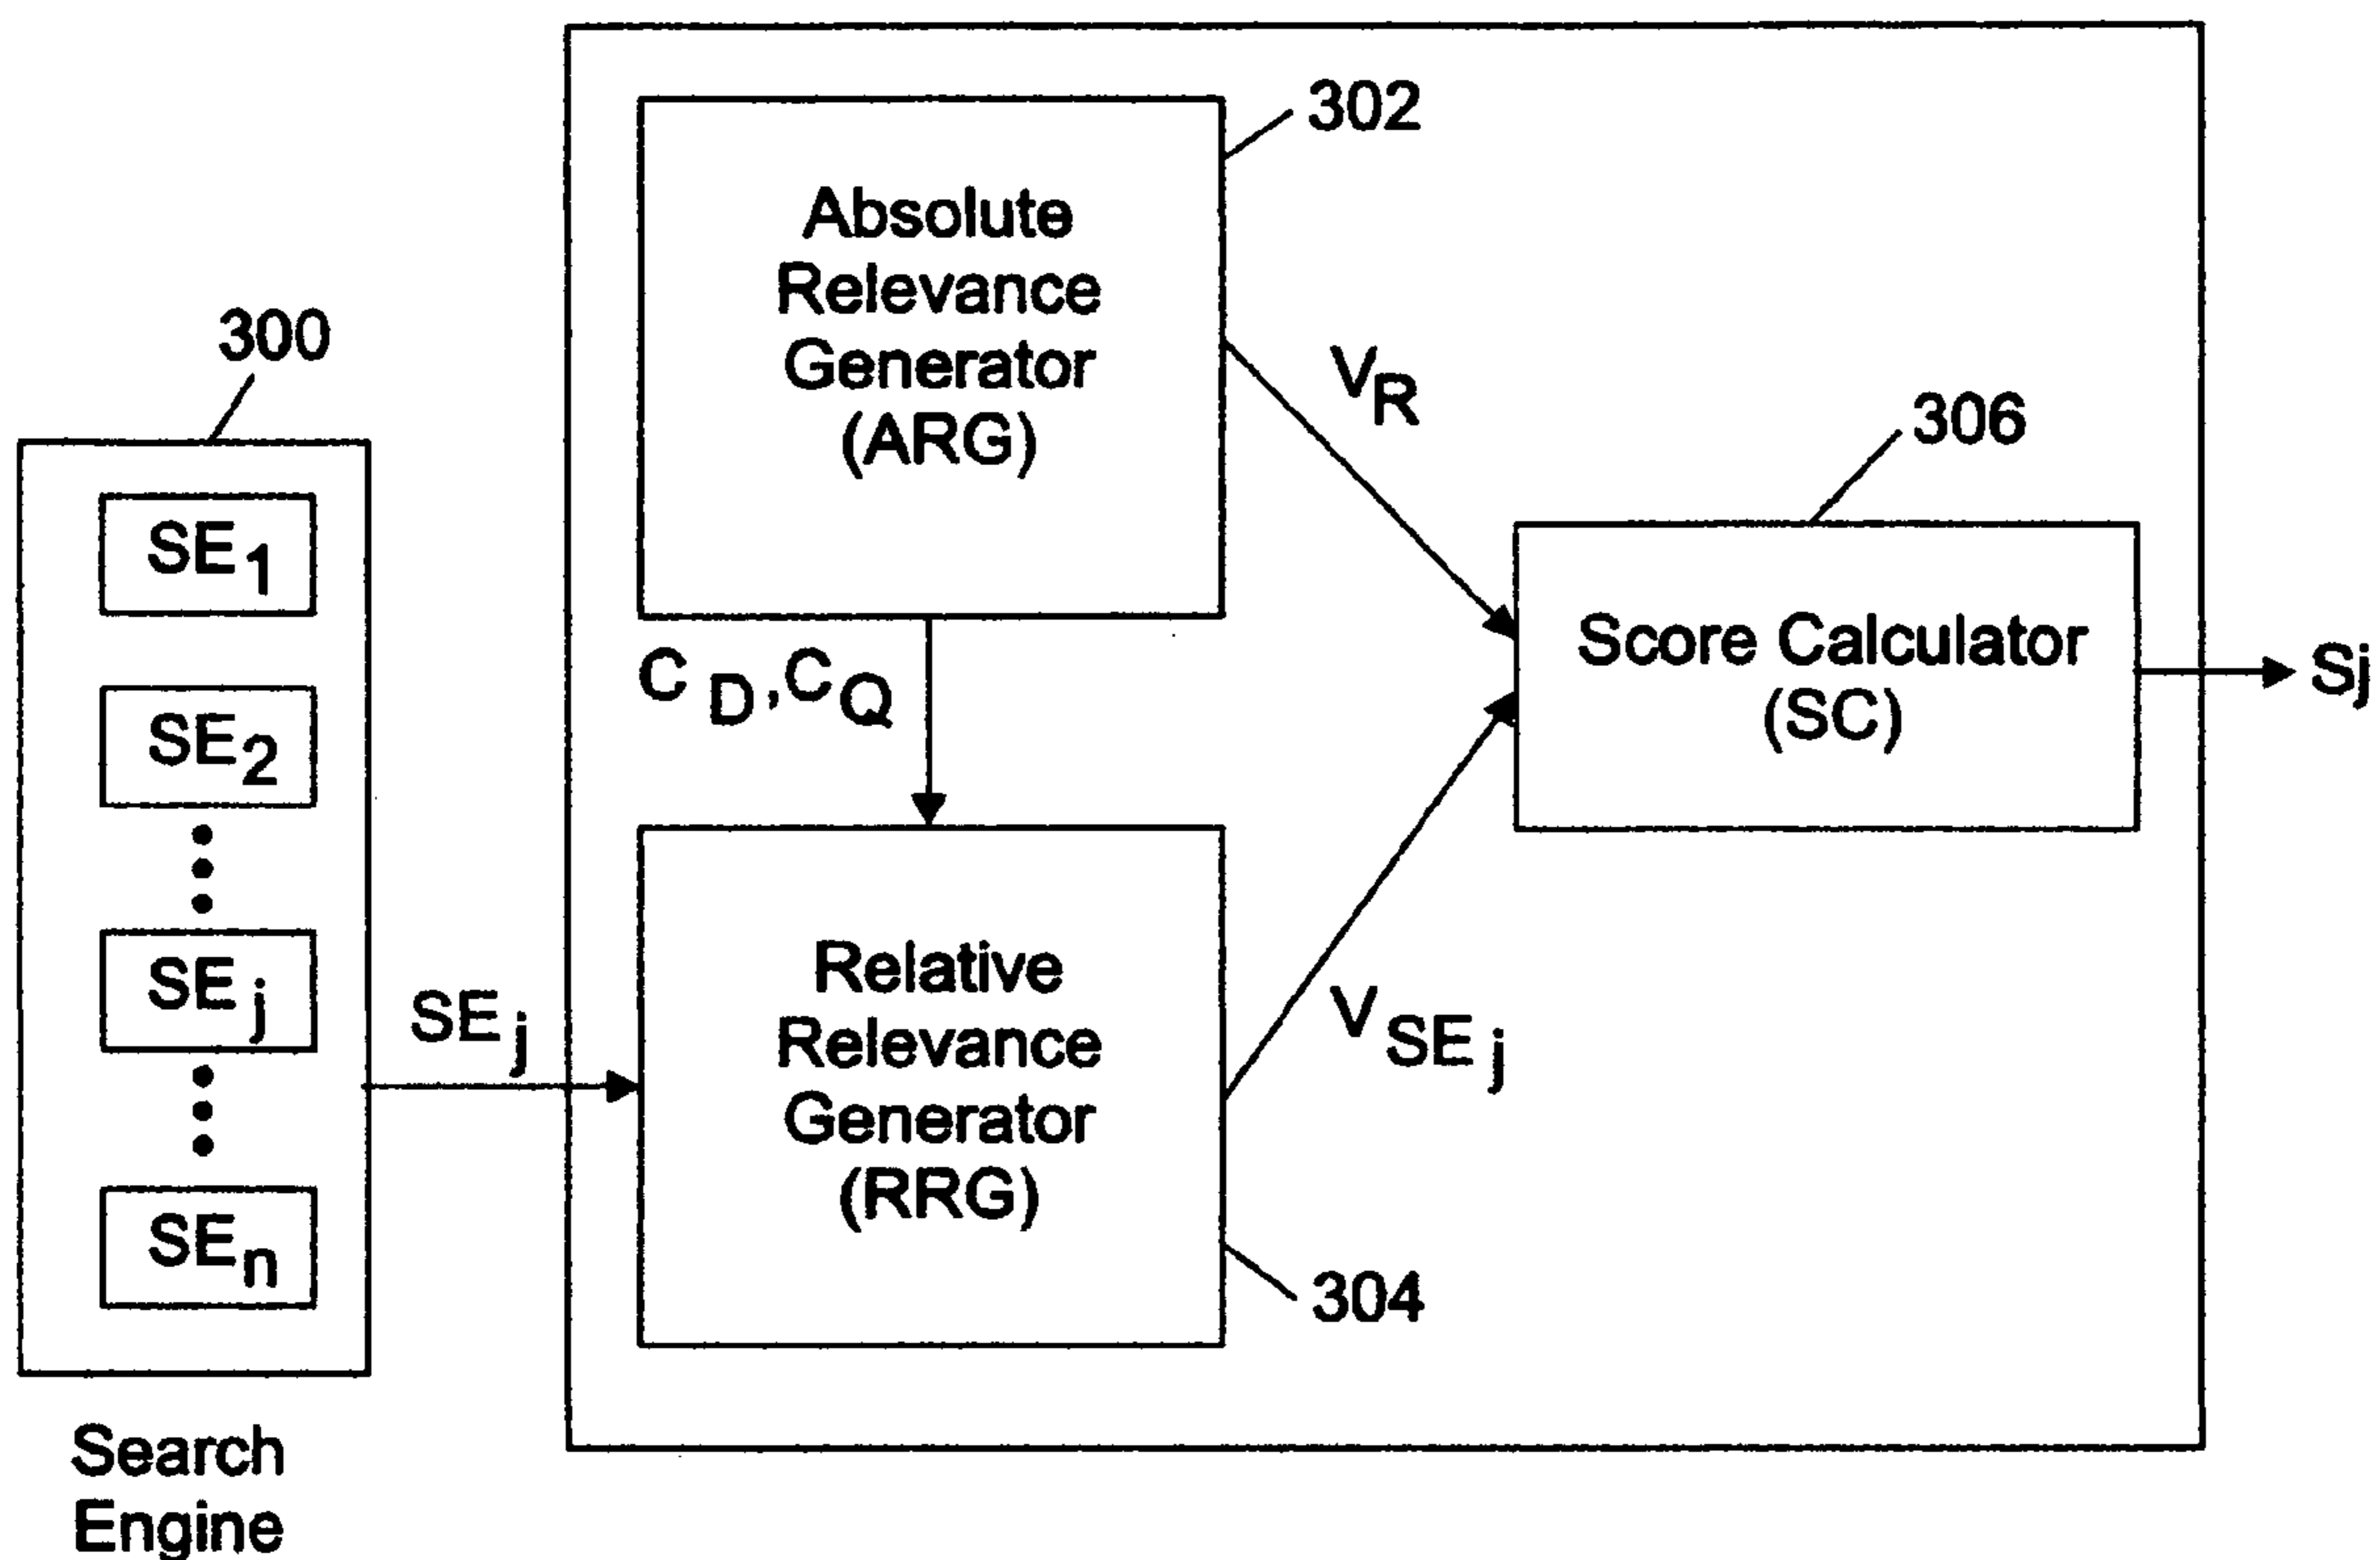 300
SE1
SE2
SEj
SEn
Search
Engine
SEj
302
Absolute
Relevance
Generator
(ARG)
CD,CQ
Relative
Relevance
Generator
(RRG)
304
VR
VSEj
306
Score Calculator
(SC)
Sj